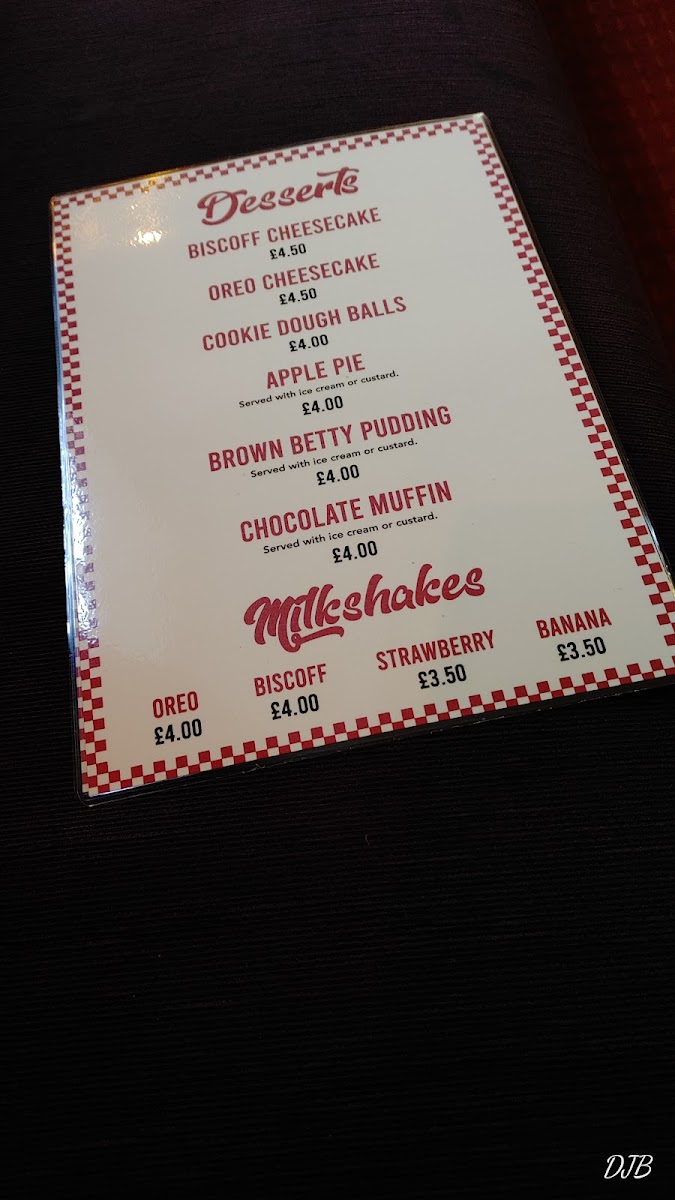 Desserts
BISCOFF CHEESECAKE
£4.50
OREO CHEESECAKE
£4.50
COOKIE DOUGH BALLS
£4.00
APPLE PIE
Served with ice cream or custard.
£4.00
BROWN BETTY PUDDING
Served with ice cream or custard.
£4.00
CHOCOLATE MUFFIN
Served with ice cream or custard.
£4.00
Milkshakes
OREO BISCOFF STRAWBERRY BANANA
£4.00 £4.00 £3.50 £3.50
DJB